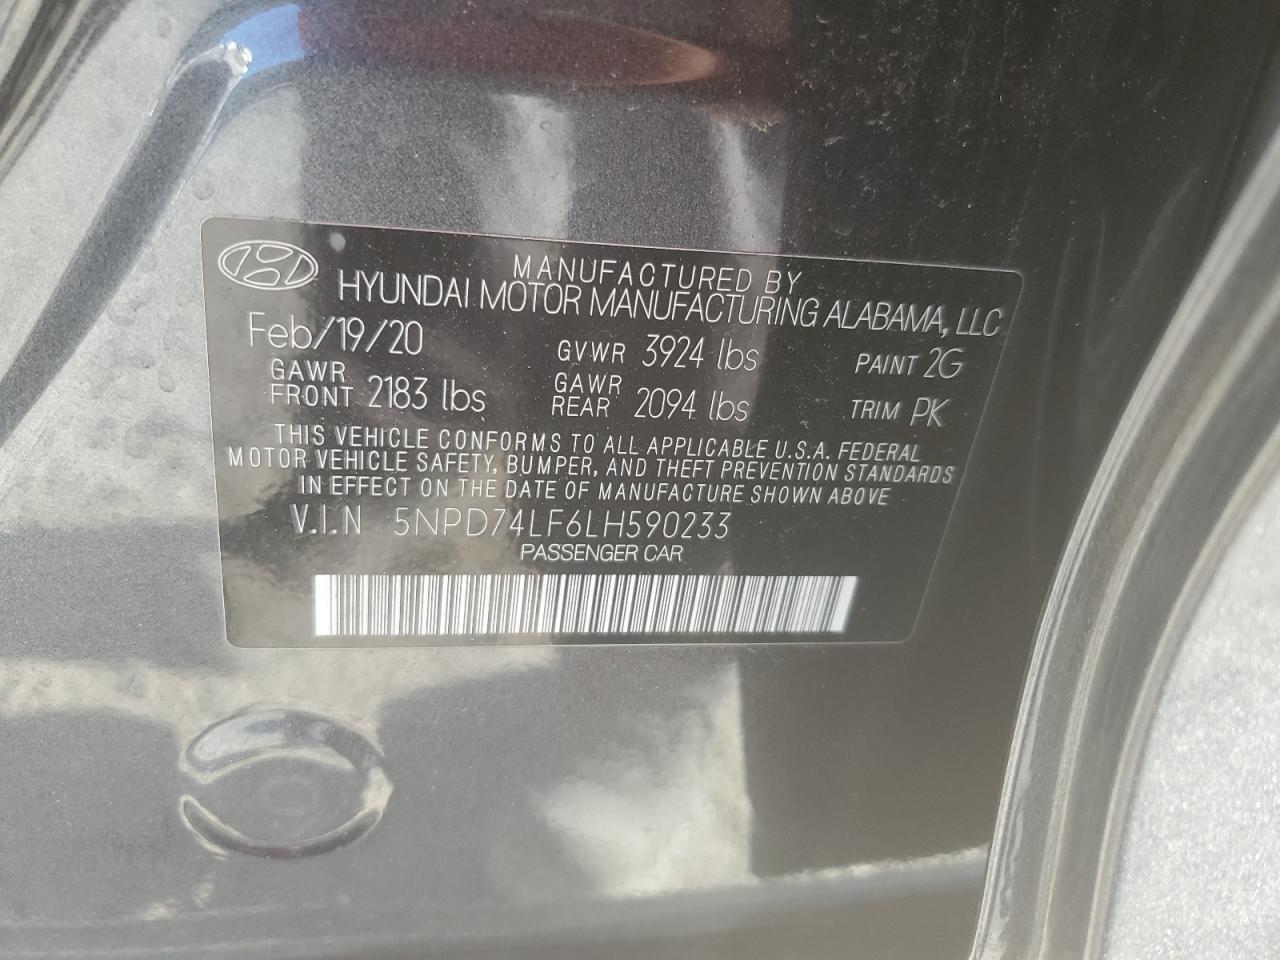 MANUFACTURED BY
HYUNDAI MOTOR MANUFACTURING ALABAMA, LLC
Feb/19/20 GVWR 3924 lbs PAINT 2G
GAWR FRONT 2183 lbs GAWR REAR 2094 lbs TRIM PK
THIS VEHICLE CONFORMS TO ALL APPLICABLE U.S.A. FEDERAL
MOTOR VEHICLE SAFETY, BUMPER, AND THEFT PREVENTION STANDARDS
IN EFFECT ON THE DATE OF MANUFACTURE SHOWN ABOVE
V.I.N 5NPD74LF6LH590233
PASSENGER CAR